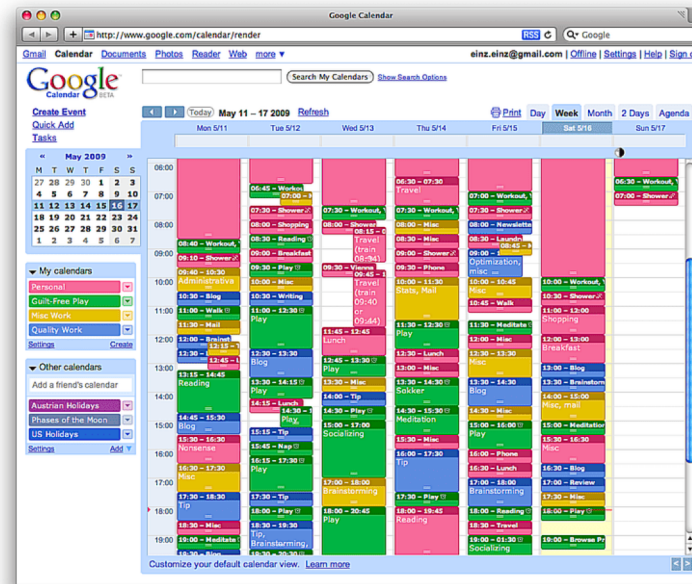 Google Calendar
http://www.google.com/calendar/render
RSS
Google
Gmail Calendar Documents Photos Reader Web more ▼
einz.einz@gmail.com | Offline | Settings | Help | Sign
Google
Calendar BETA
Search My Calendars
Show Search Options
Create Event
Quick Add
Tasks
Today May 11 – 17 2009 Refresh
Print Day Week Month 2 Days Agenda
Mon 5/11 Tue 5/12 Wed 5/13 Thu 5/14 Fri 5/15 Sat 5/16 Sun 5/17
« May 2009 »
M T W T F S S
27 28 29 30 1 2 3
4 5 6 7 8 9 10
11 12 13 14 15 16 17
18 19 20 21 22 23 24
25 26 27 28 29 30 31
1 2 3 4 5 6 7
My calendars
Personal
Guilt-Free Play
Misc Work
Quality Work
Settings Create
Other calendars
Add a friend's calendar
Austrian Holidays
Phases of the Moon
US Holidays
Settings Add ▼
06:00
07:00
08:00
09:00
10:00
11:00
12:00
13:00
14:00
15:00
16:00
17:00
18:00
19:00
08:40 – Workout,
09:10 – Shower
09:40 – 10:30
Administrativa
10:30 – Blog
11:00 – Walk
11:30 – Mail
13:15 – 14:45
Reading
14:45 – 15:30
Blog
15:30 – 16:30
Nonsense
16:30 – 17:30
Misc
17:30 – 18:30
Tip
18:30 – Misc
19:00 – Meditate
06:45 – Workou
07:30 – Shower
08:00 – Shopping
08:30 – Reading
09:00 – Breakfast
09:30 – Play
10:00 – Misc
10:30 – Writing
11:00 – 12:30
Play
12:30 – 13:30
Blog
13:30 – 14:15
Play
14:15 – Lunch
Play
15:15 – Tip
15:45 – Nap
16:15 – 17:30
Play
17:30 – Tip
18:00 – Play
18:30 – 19:30
Tip,
Brainstorming,
07:30 – Workout,
08:00 – Shower
Travel
(train
08:34)
09:30 – Vienna
Travel
(train
09:40
or
09:44)
11:45 – 12:45
Lunch
12:45 – 13:30
Play
13:30 – Misc
14:00 – Tip
14:30 – Play
15:00 – 17:00
Socializing
17:00 – 18:00
Brainstorming
18:00 – 20:45
Play
06:30 – 07:30
Travel
07:30 – Workout,
08:00 – Misc
08:30 – Misc
09:00 – Shower
09:30 – Phone
10:00 – 11:30
Stats, Mail
11:30 – 12:30
Play
12:30 – Lunch
13:00 – Misc
13:30 – 14:30
Sokker
14:30 – 15:30
Meditation
15:30 – Misc
16:00 – 17:30
Tip
17:30 – Play
18:00 – 19:45
Reading
07:00 – Workout,
07:30 – Shower
08:00 – Newslette
08:30 – Laundr
Optimization,
misc
10:00 – 10:45
Misc
10:45 – Walk
11:30 – Meditate
12:00 – Misc
12:30 – 13:30
Misc
13:30 – 14:30
Blog
14:30 – Misc
15:00 – 16:00
Play
16:00 – Phone
16:30 – Lunch
17:00 – 18:00
Brainstorming
18:00 – Reading
18:30 – Travel
19:00 – 01:30
Socializing
10:00 – Workout,
10:30 – Shower
11:00 – 12:00
Shopping
12:00 – 13:00
Breakfast
13:00 – Blog
13:30 – Brainstorm
14:00 – 15:00
Misc, mail
15:00 – Meditation
15:30 – Misc
16:30 – Blog
17:00 – Review
17:30 – Misc
18:00 – Play
19:00 – Browse Pr
06:30 – Workout,
07:00 – Shower
Customize your default calendar view. Learn more